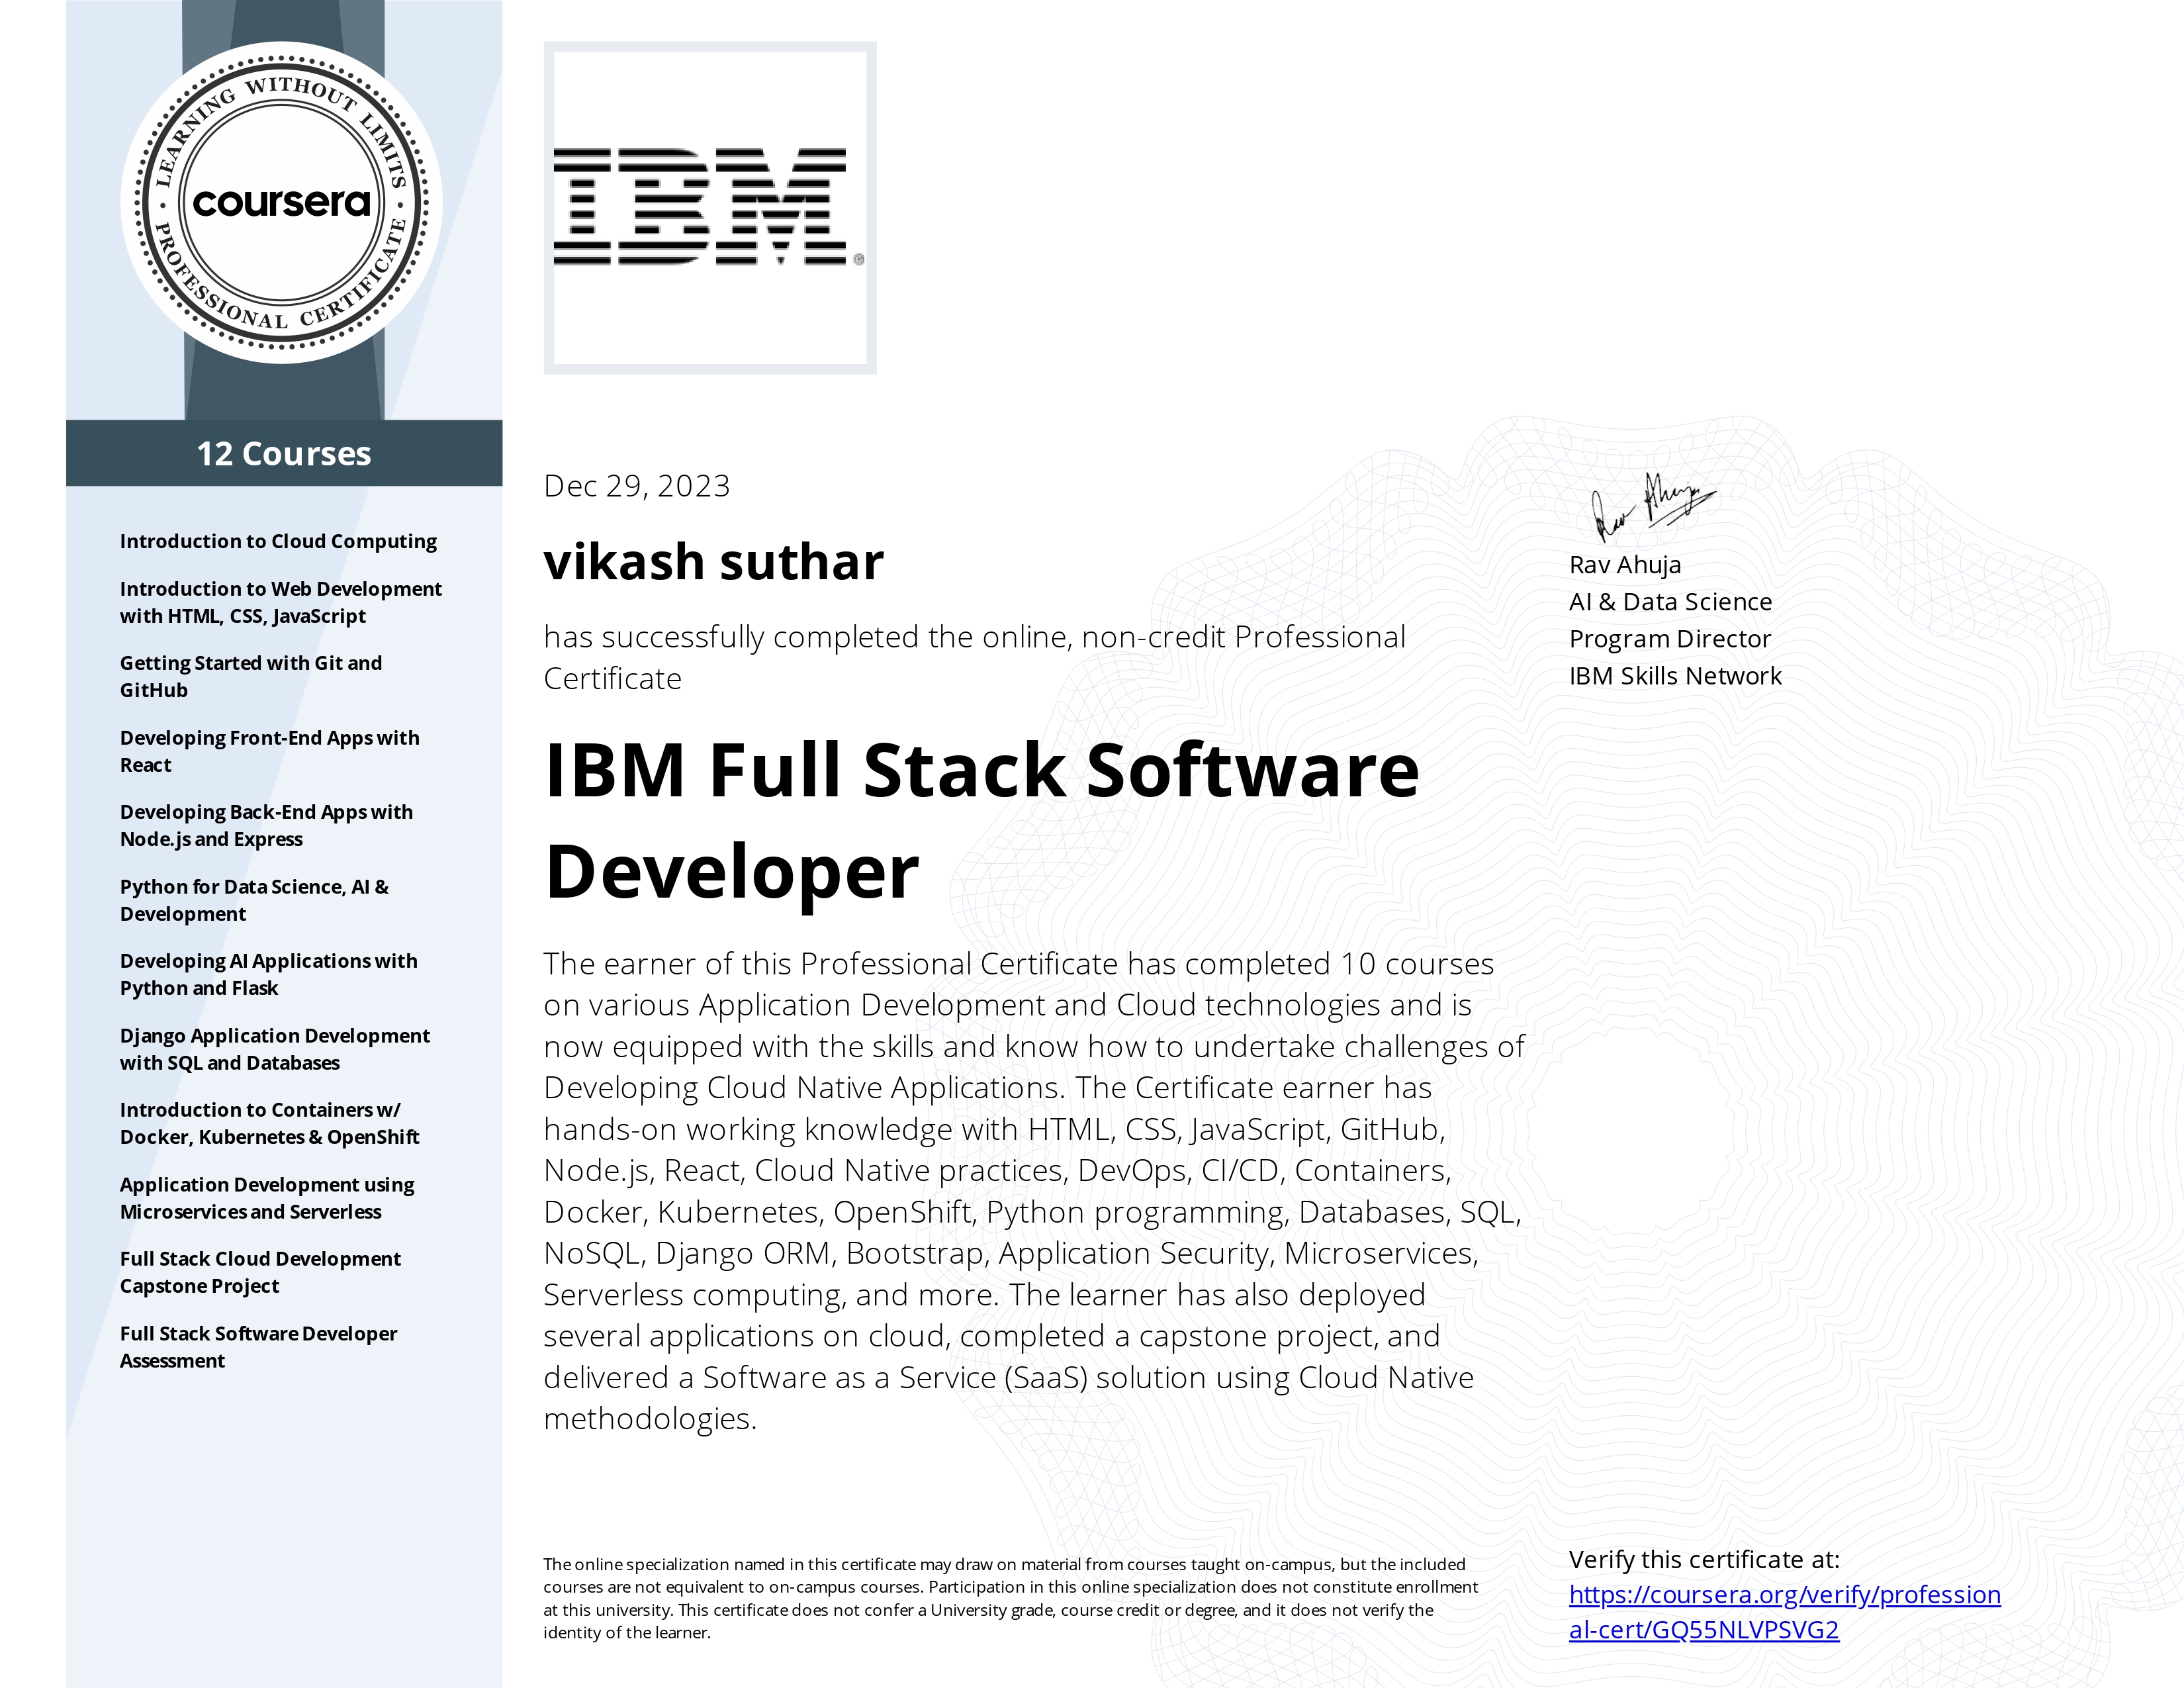 LEARNING WITHOUT LIMITS
coursera
PROFESSIONAL CERTIFICATE
12 Courses
Introduction to Cloud Computing
Introduction to Web Development
with HTML, CSS, JavaScript
Getting Started with Git and
GitHub
Developing Front-End Apps with
React
Developing Back-End Apps with
Node.js and Express
Python for Data Science, AI &
Development
Developing AI Applications with
Python and Flask
Django Application Development
with SQL and Databases
Introduction to Containers w/
Docker, Kubernetes & OpenShift
Application Development using
Microservices and Serverless
Full Stack Cloud Development
Capstone Project
Full Stack Software Developer
Assessment
IBM®
Dec 29, 2023
vikash suthar
has successfully completed the online, non-credit Professional
Certificate
IBM Full Stack Software
Developer
The earner of this Professional Certificate has completed 10 courses
on various Application Development and Cloud technologies and is
now equipped with the skills and know how to undertake challenges of
Developing Cloud Native Applications. The Certificate earner has
hands-on working knowledge with HTML, CSS, JavaScript, GitHub,
Node.js, React, Cloud Native practices, DevOps, CI/CD, Containers,
Docker, Kubernetes, OpenShift, Python programming, Databases, SQL,
NoSQL, Django ORM, Bootstrap, Application Security, Microservices,
Serverless computing, and more. The learner has also deployed
several applications on cloud, completed a capstone project, and
delivered a Software as a Service (SaaS) solution using Cloud Native
methodologies.
The online specialization named in this certificate may draw on material from courses taught on-campus, but the included
courses are not equivalent to on-campus courses. Participation in this online specialization does not constitute enrollment
at this university. This certificate does not confer a University grade, course credit or degree, and it does not verify the
identity of the learner.
Rav Ahuja
Rav Ahuja
AI & Data Science
Program Director
IBM Skills Network
Verify this certificate at:
https://coursera.org/verify/profession
al-cert/GQ55NLVPSVG2